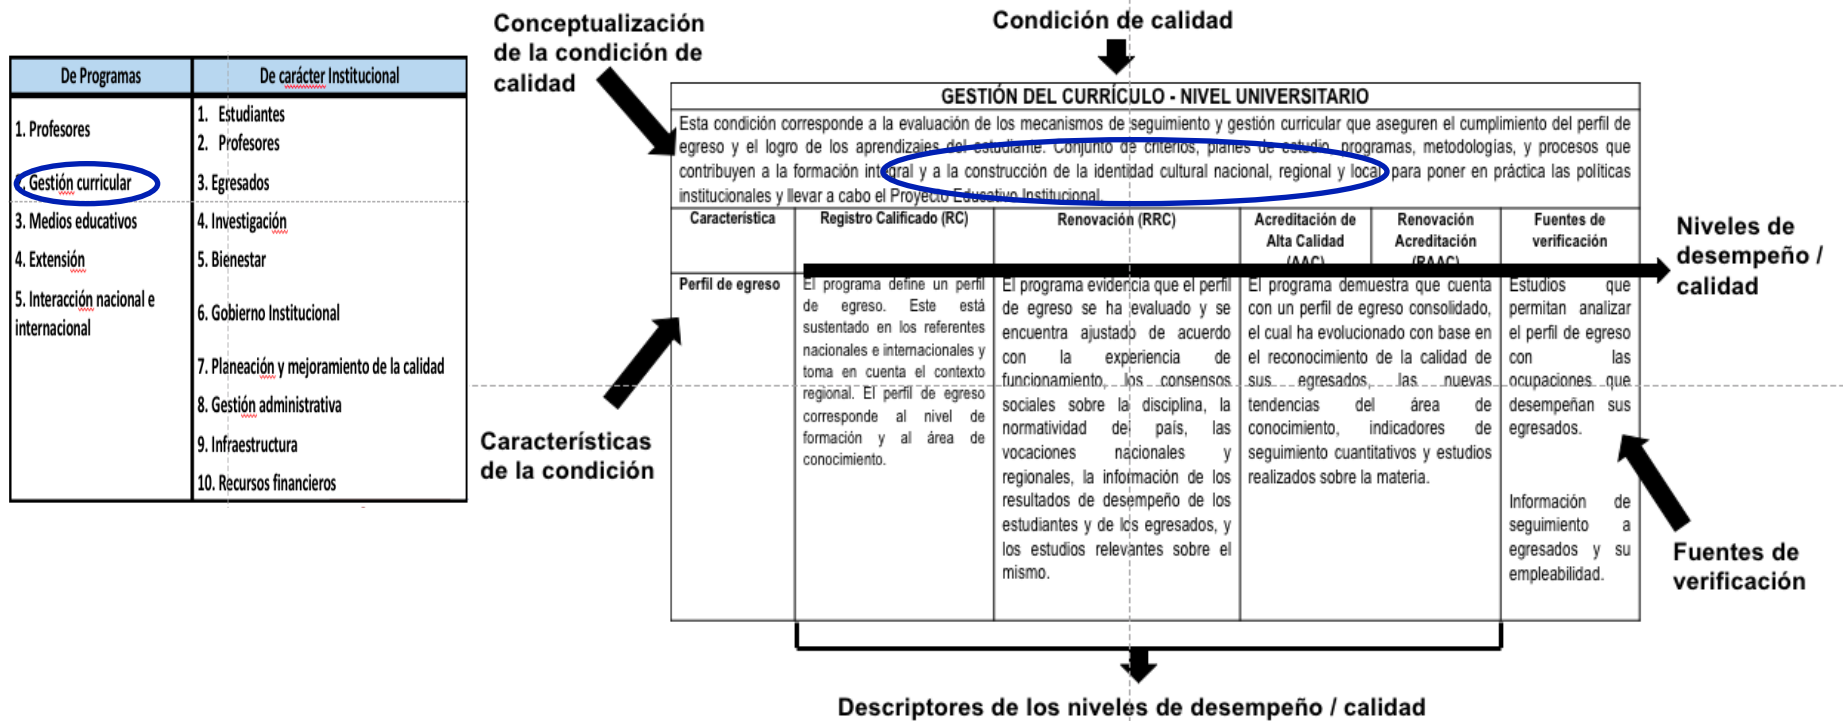 Conceptualización
de la condición de
calidad
Condición de calidad
De Programas
De carácter Institucional
1. Profesores
2. Gestión curricular
3. Medios educativos
4. Extensión
5. Interacción nacional e
internacional
1. Estudiantes
2. Profesores
3. Egresados
4. Investigación
5. Bienestar
6. Gobierno Institucional
7. Planeación y mejoramiento de la calidad
8. Gestión administrativa
9. Infraestructura
10. Recursos financieros
GESTIÓN DEL CURRÍCULO - NIVEL UNIVERSITARIO
Esta condición corresponde a la evaluación de los mecanismos de seguimiento y gestión curricular que aseguren el cumplimiento del perfil de
egreso y el logro de los aprendizajes del estudiante. Conjunto de criterios, planes de estudio, programas, metodologías, y procesos que
contribuyen a la formación integral y a la construcción de la identidad cultural nacional, regional y local para poner en práctica las políticas
institucionales y llevar a cabo el Proyecto Educativo Institucional.
Característica
Registro Calificado (RC)
Renovación (RRC)
Acreditación de
Alta Calidad
(AAC)
Renovación
Acreditación
(RAAC)
Fuentes de
verificación
Perfil de egreso
El programa define un perfil
de egreso. Este está
sustentado en los referentes
nacionales e internacionales y
toma en cuenta el contexto
regional. El perfil de egreso
corresponde al nivel de
formación y al área de
conocimiento.
El programa evidencia que el perfil
de egreso se ha evaluado y se
encuentra ajustado de acuerdo
con la experiencia de
funcionamiento, los consensos
sociales sobre la disciplina, la
normatividad del país, las
vocaciones nacionales y
regionales, la información de los
resultados de desempeño de los
estudiantes y de los egresados, y
los estudios relevantes sobre el
mismo.
El programa demuestra que cuenta
con un perfil de egreso consolidado,
el cual ha evolucionado con base en
el reconocimiento de la calidad de
sus egresados, las nuevas
tendencias del área de
conocimiento, indicadores de
seguimiento cuantitativos y estudios
realizados sobre la materia.
Estudios que
permitan analizar
el perfil de egreso
con las
ocupaciones que
desempeñan sus
egresados.
Información de
seguimiento a
egresados y su
empleabilidad.
Niveles de
desempeño /
calidad
Características
de la condición
Fuentes de
verificación
Descriptores de los niveles de desempeño / calidad